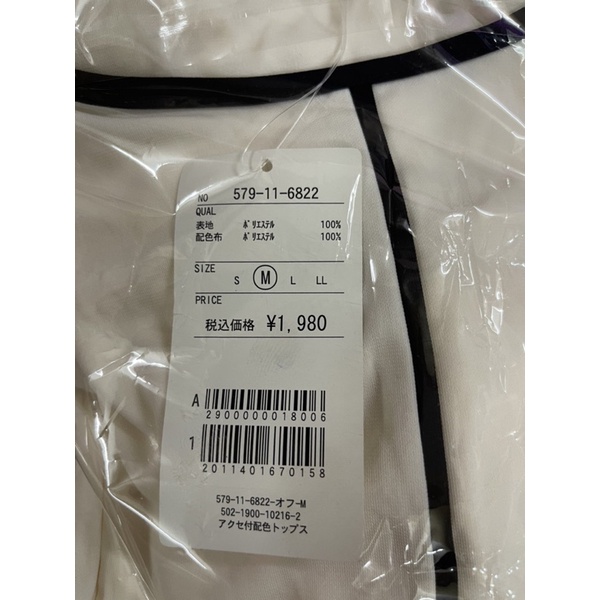 NO 579-11-6822
QUAL
表地 ﾎﾟﾘｴｽﾃﾙ 100%
配色布 ﾎﾟﾘｴｽﾃﾙ 100%
SIZE
S M L LL
PRICE
税込価格 ¥1,980
A
2900000018006
1
2011401670158
579-11-6822-オフ-M
502-1900-10216-2
アクセ付配色トップス